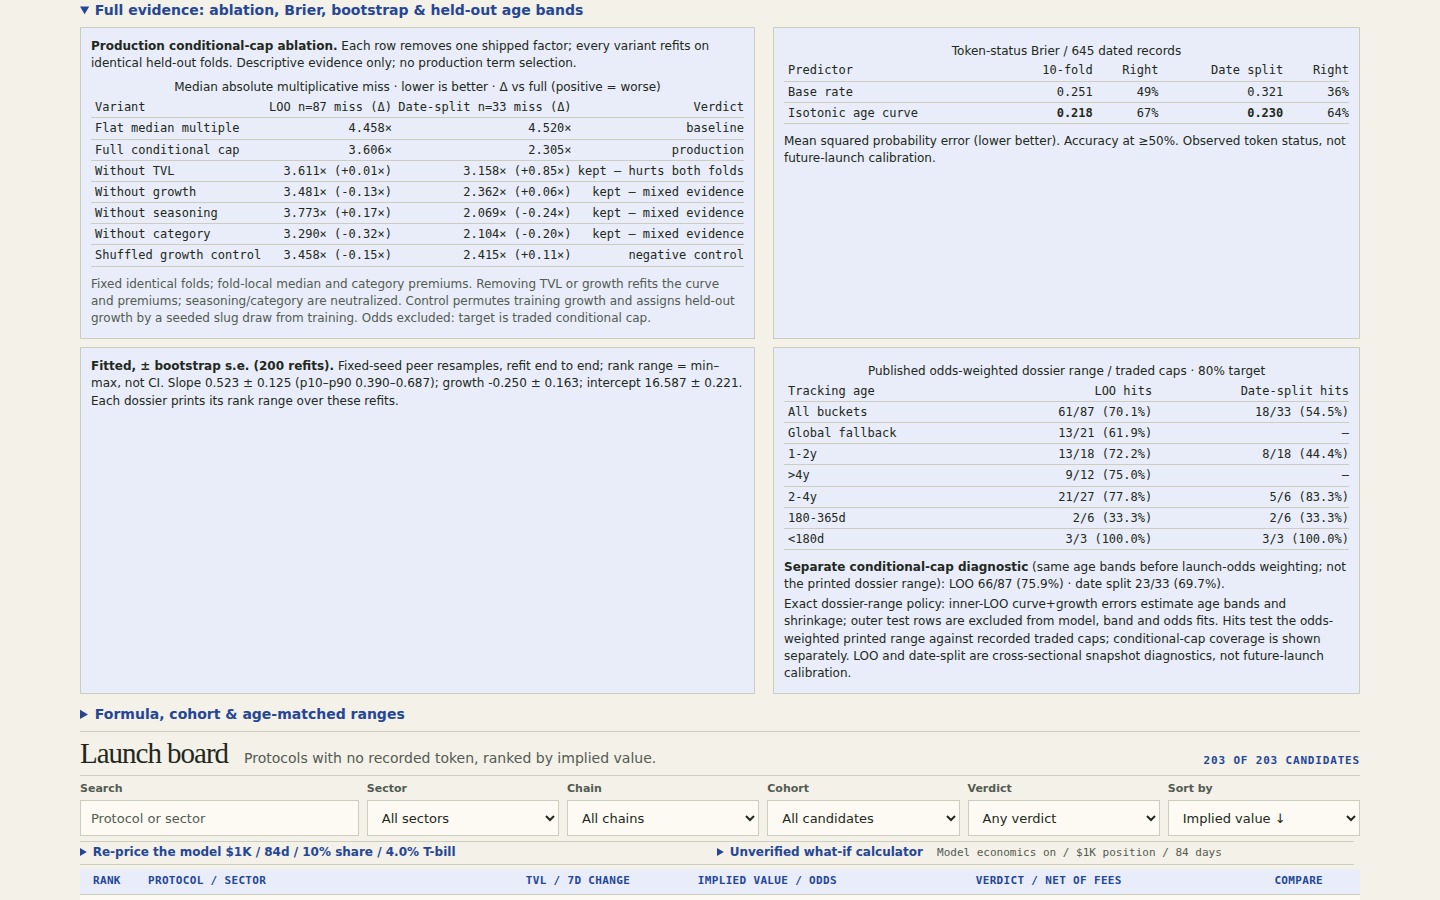 ▼ Full evidence: ablation, Brier, bootstrap & held-out age bands
Production conditional-cap ablation. Each row removes one shipped factor; every variant refits on
identical held-out folds. Descriptive evidence only; no production term selection.
Median absolute multiplicative miss · lower is better · Δ vs full (positive = worse)
Variant LOO n=87 miss (Δ) Date-split n=33 miss (Δ) Verdict
Flat median multiple 4.458× 4.520× baseline
Full conditional cap 3.606× 2.305× production
Without TVL 3.611× (+0.01×) 3.158× (+0.85×) kept — hurts both folds
Without growth 3.481× (-0.13×) 2.362× (+0.06×) kept — mixed evidence
Without seasoning 3.773× (+0.17×) 2.069× (-0.24×) kept — mixed evidence
Without category 3.290× (-0.32×) 2.104× (-0.20×) kept — mixed evidence
Shuffled growth control 3.458× (-0.15×) 2.415× (+0.11×) negative control
Fixed identical folds; fold-local median and category premiums. Removing TVL or growth refits the curve
and premiums; seasoning/category are neutralized. Control permutes training growth and assigns held-out
growth by a seeded slug draw from training. Odds excluded: target is traded conditional cap.
Token-status Brier / 645 dated records
Predictor 10-fold Right Date split Right
Base rate 0.251 49% 0.321 36%
Isotonic age curve 0.218 67% 0.230 64%
Mean squared probability error (lower better). Accuracy at ≥50%. Observed token status, not
future-launch calibration.
Fitted, ± bootstrap s.e. (200 refits). Fixed-seed peer resamples, refit end to end; rank range = min–
max, not CI. Slope 0.523 ± 0.125 (p10–p90 0.390–0.687); growth -0.250 ± 0.163; intercept 16.587 ± 0.221.
Each dossier prints its rank range over these refits.
Published odds-weighted dossier range / traded caps · 80% target
Tracking age LOO hits Date-split hits
All buckets 61/87 (70.1%) 18/33 (54.5%)
Global fallback 13/21 (61.9%) —
1-2y 13/18 (72.2%) 8/18 (44.4%)
>4y 9/12 (75.0%) —
2-4y 21/27 (77.8%) 5/6 (83.3%)
180-365d 2/6 (33.3%) 2/6 (33.3%)
<180d 3/3 (100.0%) 3/3 (100.0%)
Separate conditional-cap diagnostic (same age bands before launch-odds weighting; not
the printed dossier range): LOO 66/87 (75.9%) · date split 23/33 (69.7%).
Exact dossier-range policy: inner-LOO curve+growth errors estimate age bands and
shrinkage; outer test rows are excluded from model, band and odds fits. Hits test the odds-
weighted printed range against recorded traded caps; conditional-cap coverage is shown
separately. LOO and date-split are cross-sectional snapshot diagnostics, not future-launch
calibration.
▶ Formula, cohort & age-matched ranges
Launch board Protocols with no recorded token, ranked by implied value. 203 OF 203 CANDIDATES
Search Sector Chain Cohort Verdict Sort by
Protocol or sector All sectors All chains All candidates Any verdict Implied value ↓
▶ Re-price the model $1K / 84d / 10% share / 4.0% T-bill ▶ Unverified what-if calculator Model economics on / $1K position / 84 days
RANK PROTOCOL / SECTOR TVL / 7D CHANGE IMPLIED VALUE / ODDS VERDICT / NET OF FEES COMPARE